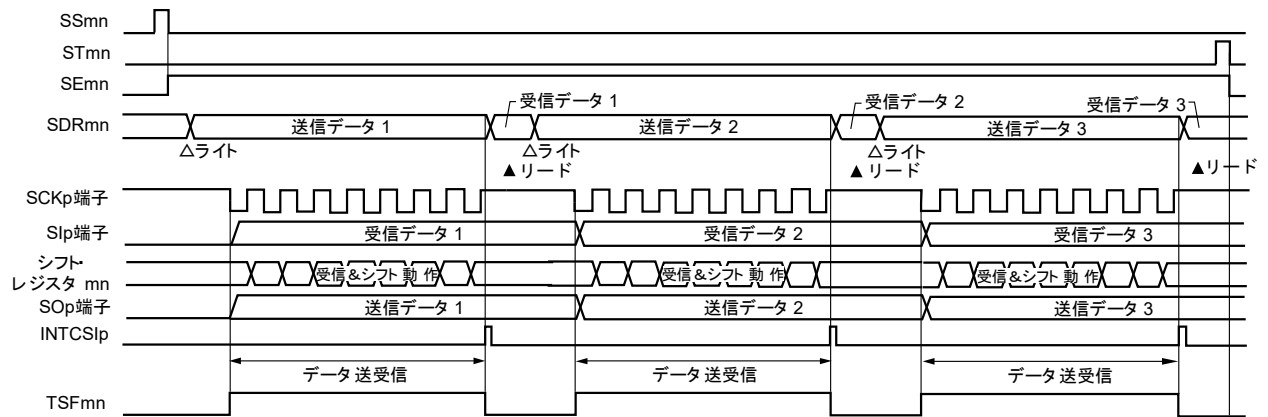 SSmn
STmn
SEmn
受信データ 1
受信データ 2
受信データ 3
SDRmn
送信データ 1
送信データ 2
送信データ 3
△ライト
△ライト
△ライト
▲リード
▲リード
▲リード
SCKp端子
SIp端子
受信データ 1
受信データ 2
受信データ 3
シフト・
レジスタ mn
受信&シフト動作
受信&シフト動作
受信&シフト動作
SOp端子
送信データ 1
送信データ 2
送信データ 3
INTCSIp
データ送受信
データ送受信
データ送受信
TSFmn